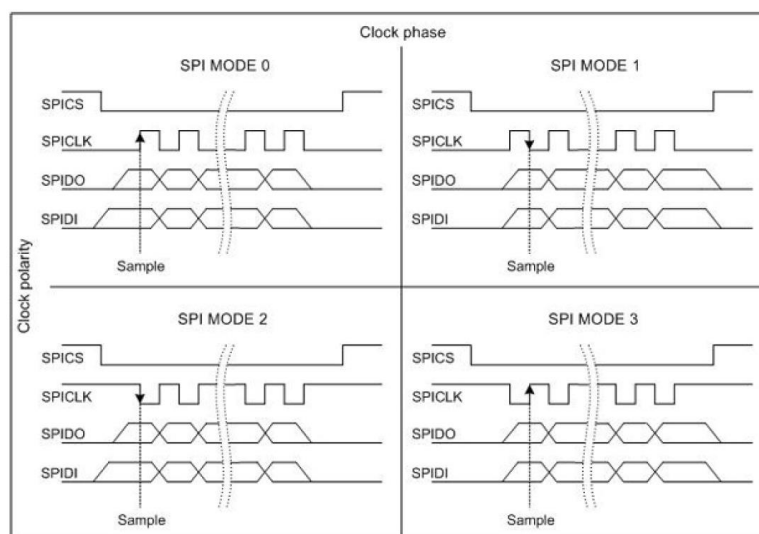 Clock phase
SPI MODE 0
SPICS
SPICLK
SPIDO
SPIDI
Sample
SPI MODE 1
SPICS
SPICLK
SPIDO
SPIDI
Sample
Clock polarity
SPI MODE 2
SPICS
SPICLK
SPIDO
SPIDI
Sample
SPI MODE 3
SPICS
SPICLK
SPIDO
SPIDI
Sample